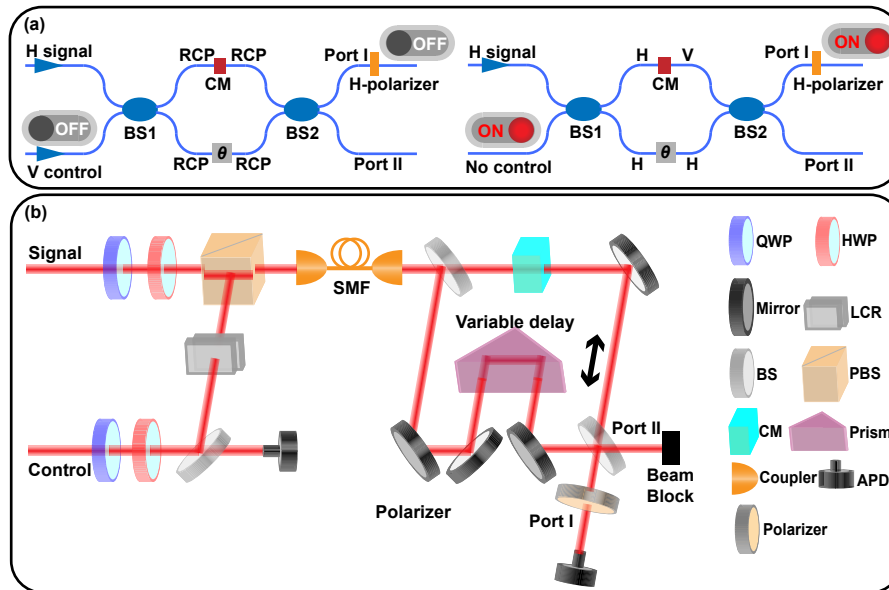 (a)
H signal
RCP RCP
CM
Port I
OFF
H-polarizer
OFF
BS1
BS2
V control
RCP
θ
RCP
Port II
H signal
H
V
CM
Port I
ON
H-polarizer
ON
BS1
BS2
No control
H
θ
H
Port II
(b)
Signal
SMF
Variable delay
Control
Polarizer
Port II
Beam
Block
Port I
QWP
HWP
Mirror
LCR
BS
PBS
CM
Prism
Coupler
APD
Polarizer